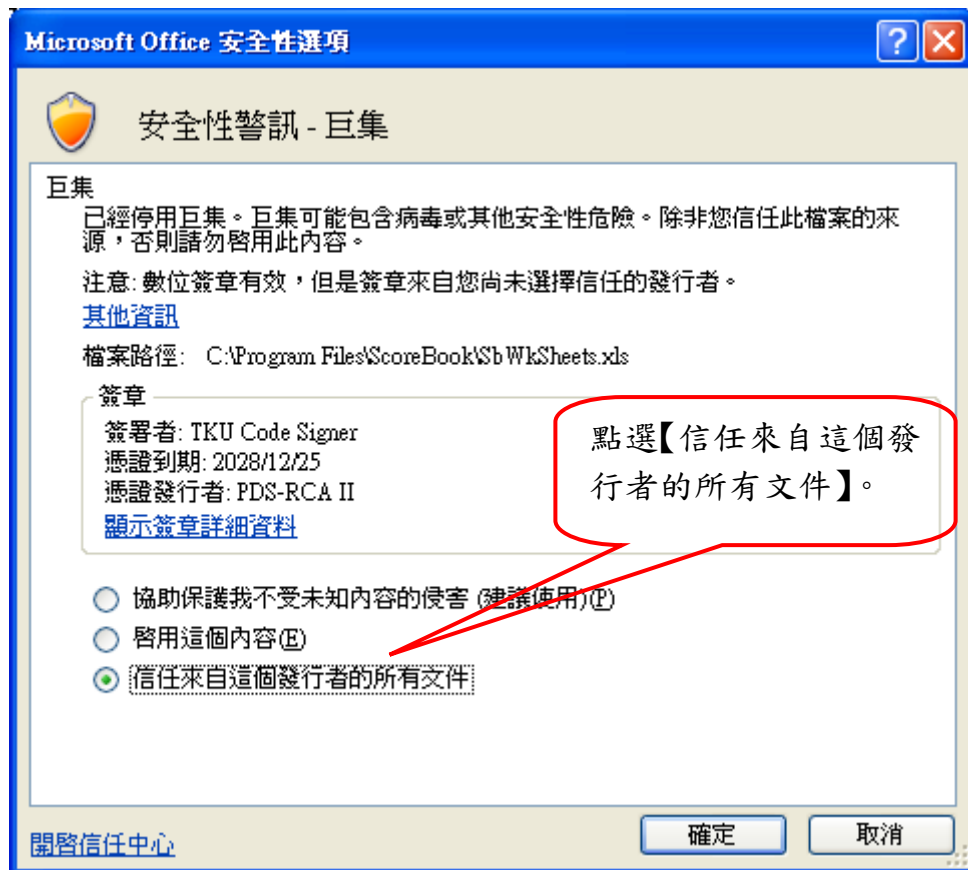 Microsoft Office 安全性選項
安全性警訊 - 巨集
巨集
已經停用巨集。巨集可能包含病毒或其他安全性危險。除非您信任此檔案的來
源，否則請勿啓用此內容。
注意: 數位簽章有效，但是簽章來自您尚未選擇信任的發行者。
其他資訊
檔案路徑: C:\Program Files\ScoreBook\SbWkSheets.xls
簽章
簽署者: TKU Code Signer
憑證到期: 2028/12/25
憑證發行者: PDS-RCA II
顯示簽章詳細資料
點選【信任來自這個發
行者的所有文件】。
協助保護我不受未知內容的侵害 (建議使用)(P)
啓用這個內容(E)
信任來自這個發行者的所有文件
開啓信任中心
確定
取消